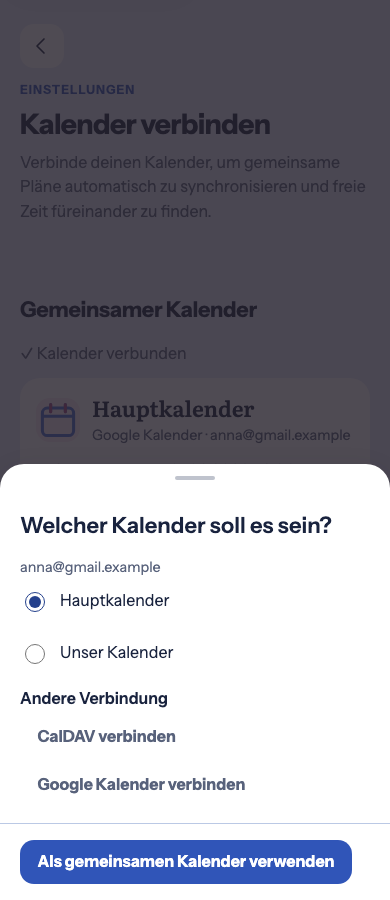 EINSTELLUNGEN
Kalender verbinden
Verbinde deinen Kalender, um gemeinsame
Pläne automatisch zu synchronisieren und freie
Zeit füreinander zu finden.
Gemeinsamer Kalender
✓ Kalender verbunden
Hauptkalender
Google Kalender · anna@gmail.example
Welcher Kalender soll es sein?
anna@gmail.example
Hauptkalender
Unser Kalender
Andere Verbindung
CalDAV verbinden
Google Kalender verbinden
Als gemeinsamen Kalender verwenden